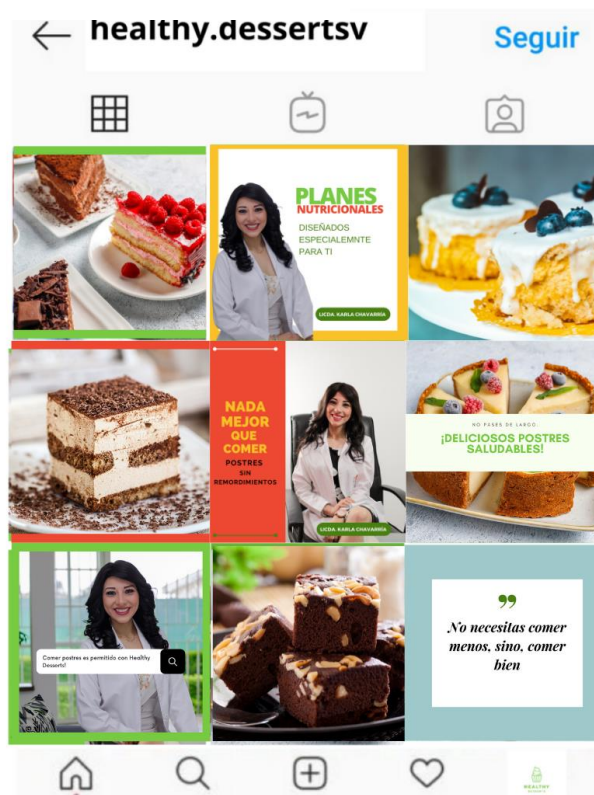 healthy.dessertsv
Seguir
PLANES
NUTRICIONALES
DISEÑADOS
ESPECIALEMNTE
PARA TI
LICDA. KARLA CHAVARRÍA
NADA
MEJOR
QUE
COMER
POSTRES
SIN
REMORDIMIENTOS
LICDA. KARLA CHAVARRÍA
NO PASES DE LARGO.
¡DELICIOSOS POSTRES
SALUDABLES!
Comer postres es permitido con Healthy
Desserts!
”
No necesitas comer
menos, sino, comer
bien
HEALTHY
DESSERTS